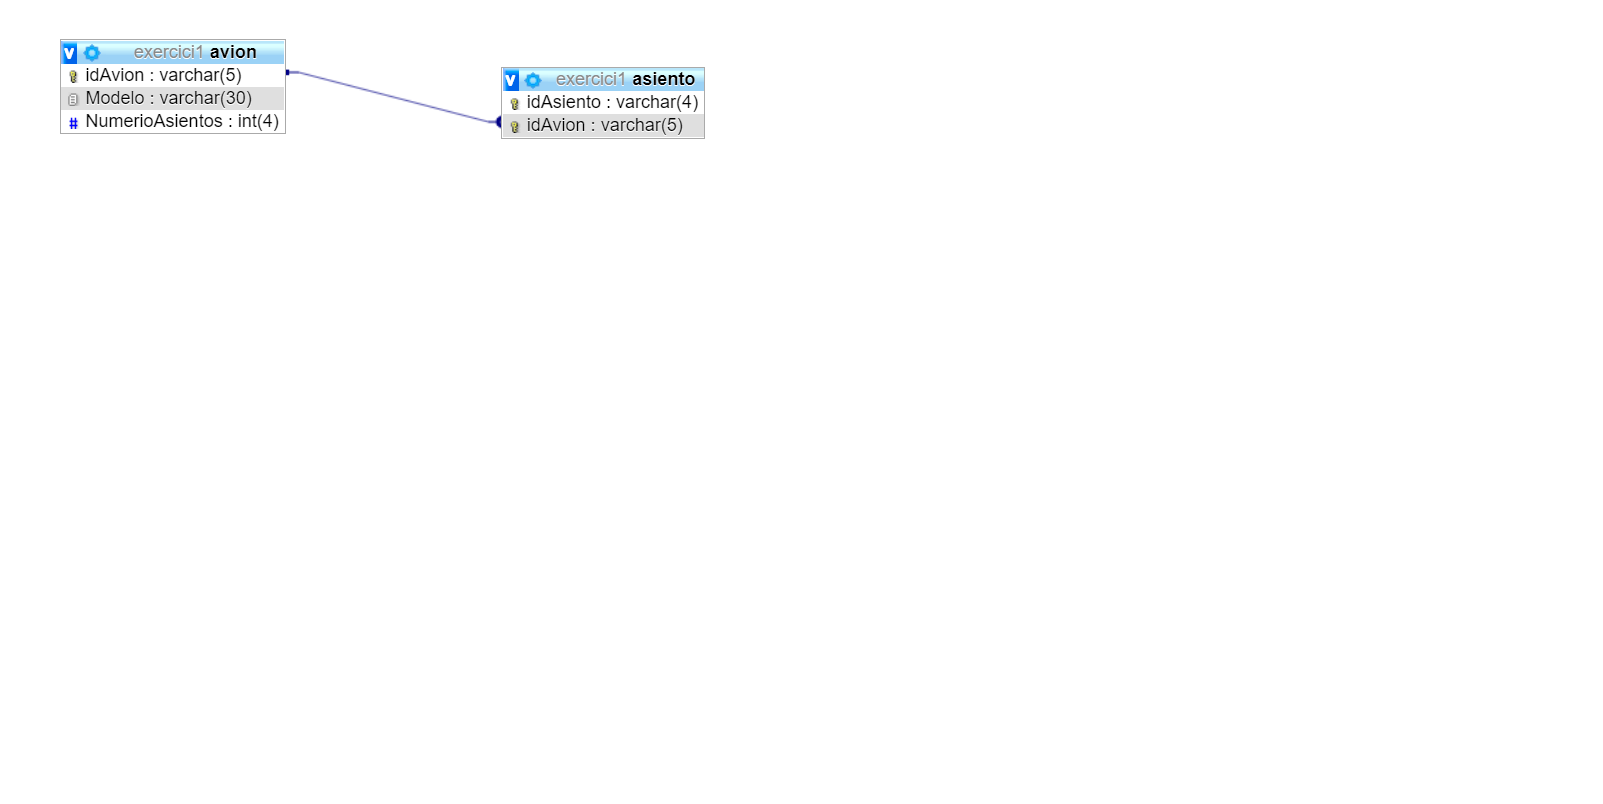 v exercici1 avion
idAvion : varchar(5)
Modelo : varchar(30)
# NumerioAsientos : int(4)
v exercici1 asiento
idAsiento : varchar(4)
idAvion : varchar(5)